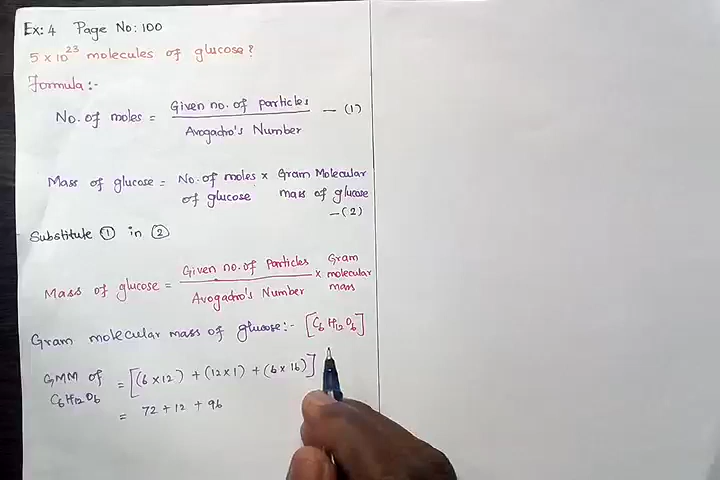 Ex: 4 Page No: 100
5 x 10²³ molecules of glucose?
Formula:-
No. of moles = Given no. of particles / Avogadro's Number — (1)
Mass of glucose = No. of moles of glucose x Gram Molecular mass of glucose — (2)
Substitute ① in ②
Mass of glucose = Given no. of Particles / Avogadro's Number x Gram molecular mass
Gram molecular mass of glucose:- [C₆H₁₂O₆]
GMM of C₆H₁₂O₆ = [(6 x 12) + (12 x 1) + (6 x 16)]
= 72 + 12 + 96